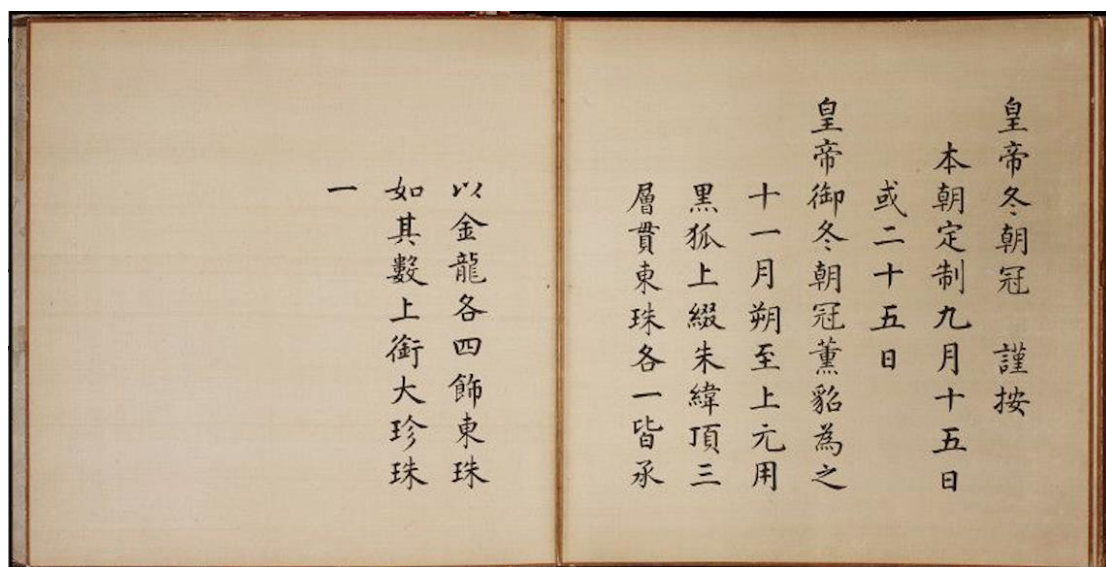 皇帝冬朝冠　謹按
本朝定制九月十五日
或二十五日
皇帝御冬朝冠薰貂為之
十一月朔至上元用
黑狐上綴朱緯頂三
層貫東珠各一皆承
以金龍各四飾東珠
如其數上銜大珍珠
一